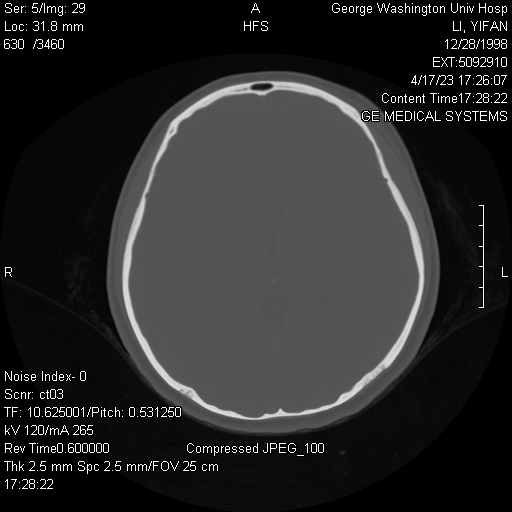 Ser: 5/Img: 29
Loc: 31.8 mm
630 /3460
A
HFS
George Washington Univ Hosp
LI, YIFAN
12/28/1998
EXT:5092910
4/17/23 17:26:07
Content Time17:28:22
GE MEDICAL SYSTEMS
R
L
Noise Index- 0
Scnr: ct03
TF: 10.625001/Pitch: 0.531250
kV 120/mA 265
Rev Time0.600000
Compressed JPEG_100
Thk 2.5 mm Spc 2.5 mm/FOV 25 cm
17:28:22